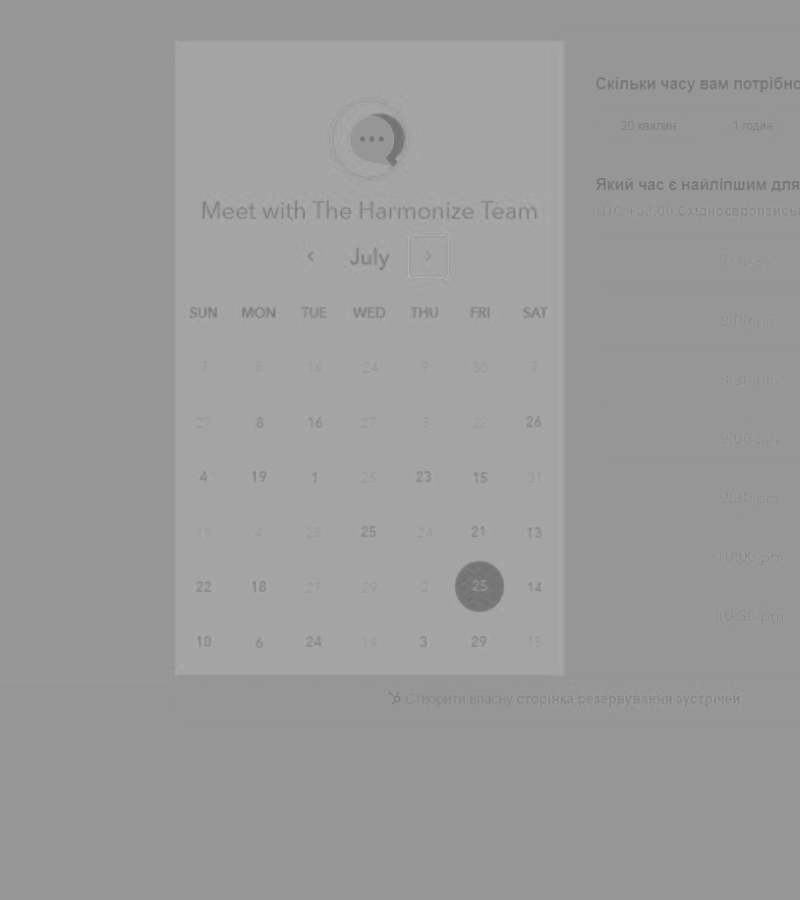 Meet with The Harmonize Team
July
SUN MON TUE WED THU FRI SAT
7 8 16 24 9 30 7
27 8 16 27 3 22 26
4 19 1 25 23 15 31
19 4 25 25 24 21 13
22 18 27 29 2 25 14
10 6 24 14 3 29 15
Скільки часу вам потрібно
30 хвилин 1 годин
Який час є найліпшим для
UTC +03:00 Східноєвропейськ
7:30 pm
8:00 pm
8:30 pm
9:00 pm
9:30 pm
10:00 pm
10:30 pm
Створити власну сторінка резервування зустрічей